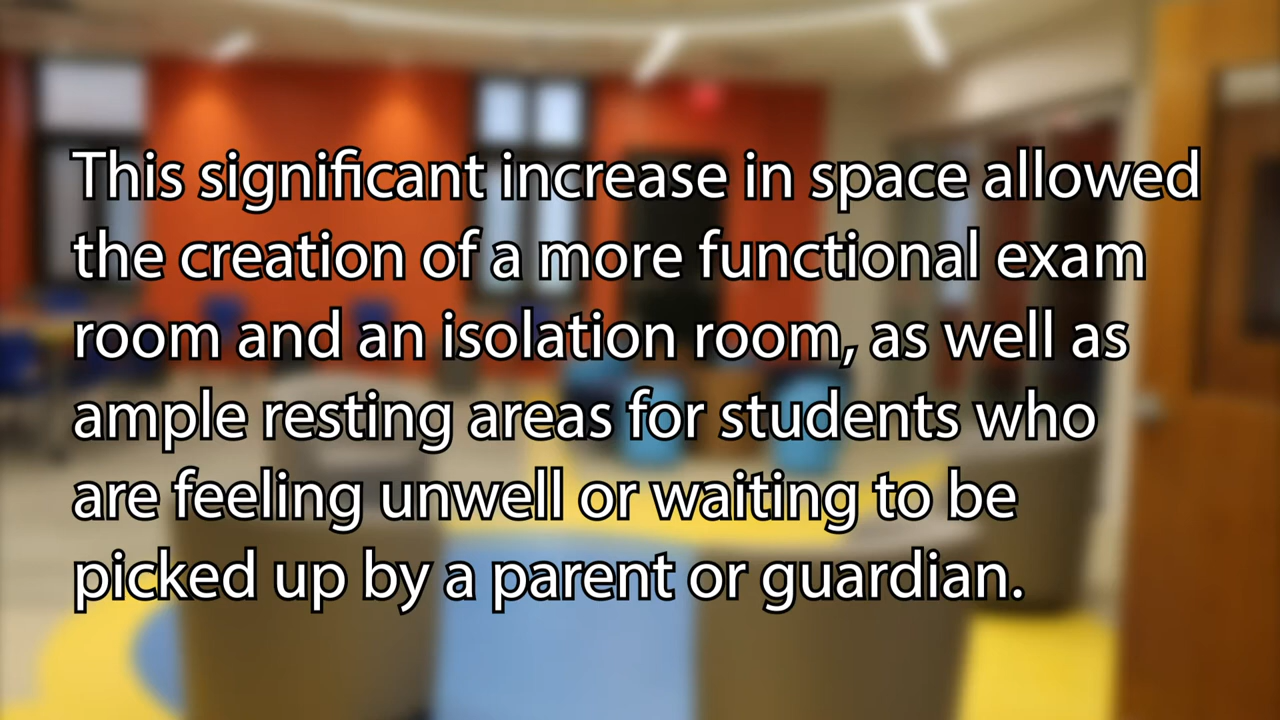 This significant increase in space allowed
the creation of a more functional exam
room and an isolation room, as well as
ample resting areas for students who
are feeling unwell or waiting to be
picked up by a parent or guardian.